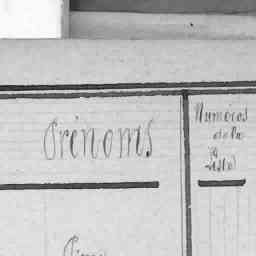 Prénoms
Numéros
de la
Liste